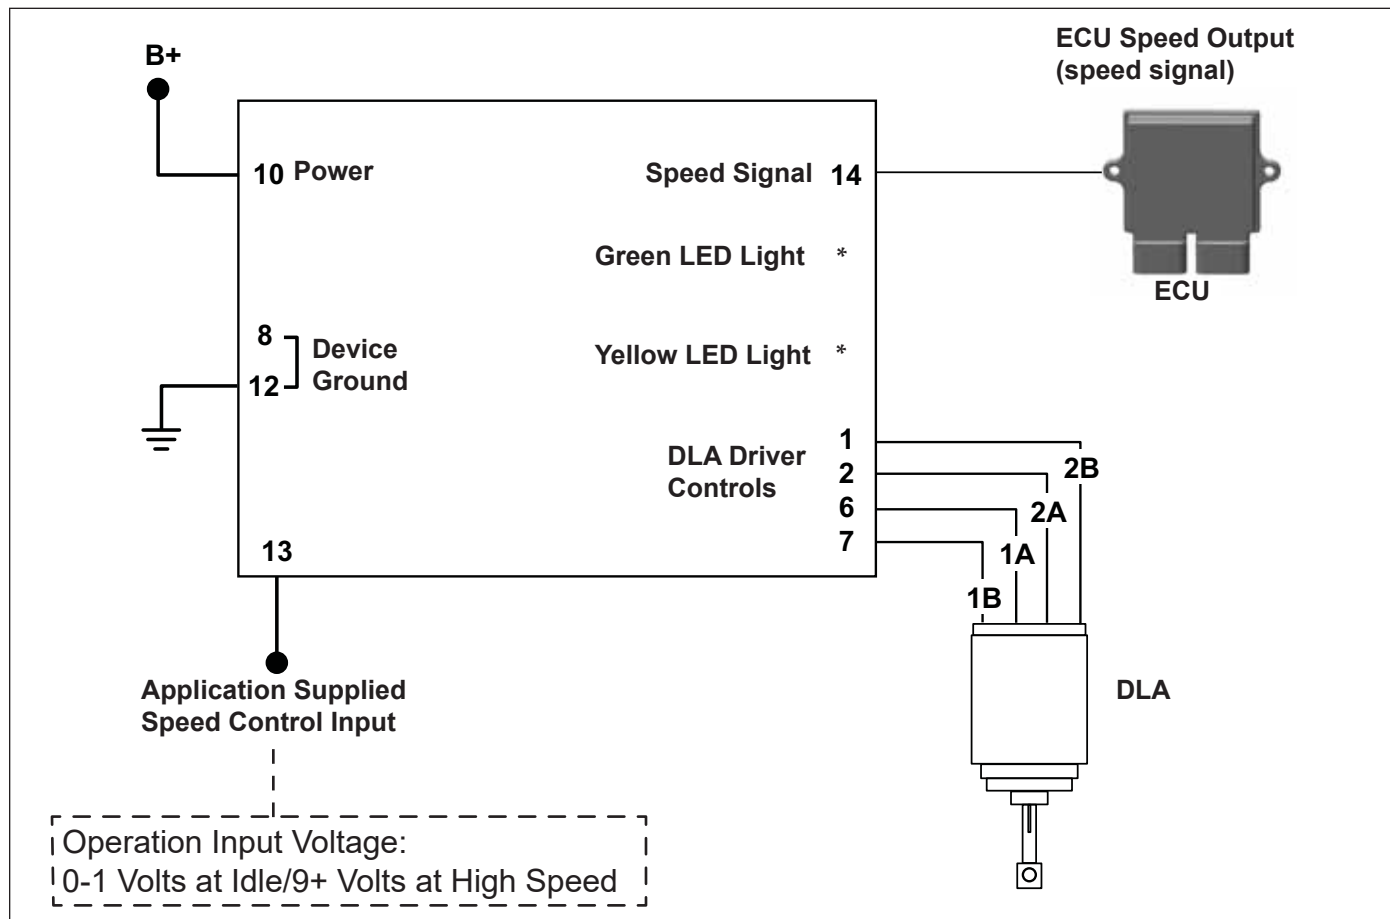 ECU Speed Output
(speed signal)
B+
10 Power
Speed Signal 14
Green LED Light *
ECU
8
Device
Ground
12
Yellow LED Light *
DLA Driver
Controls
1
2
6
7
2B
2A
1A
1B
13
Application Supplied
Speed Control Input
DLA
Operation Input Voltage:
0-1 Volts at Idle/9+ Volts at High Speed